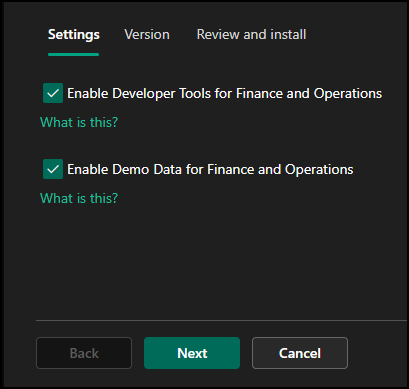 Settings Version Review and install
Enable Developer Tools for Finance and Operations
What is this?
Enable Demo Data for Finance and Operations
What is this?
Back Next Cancel